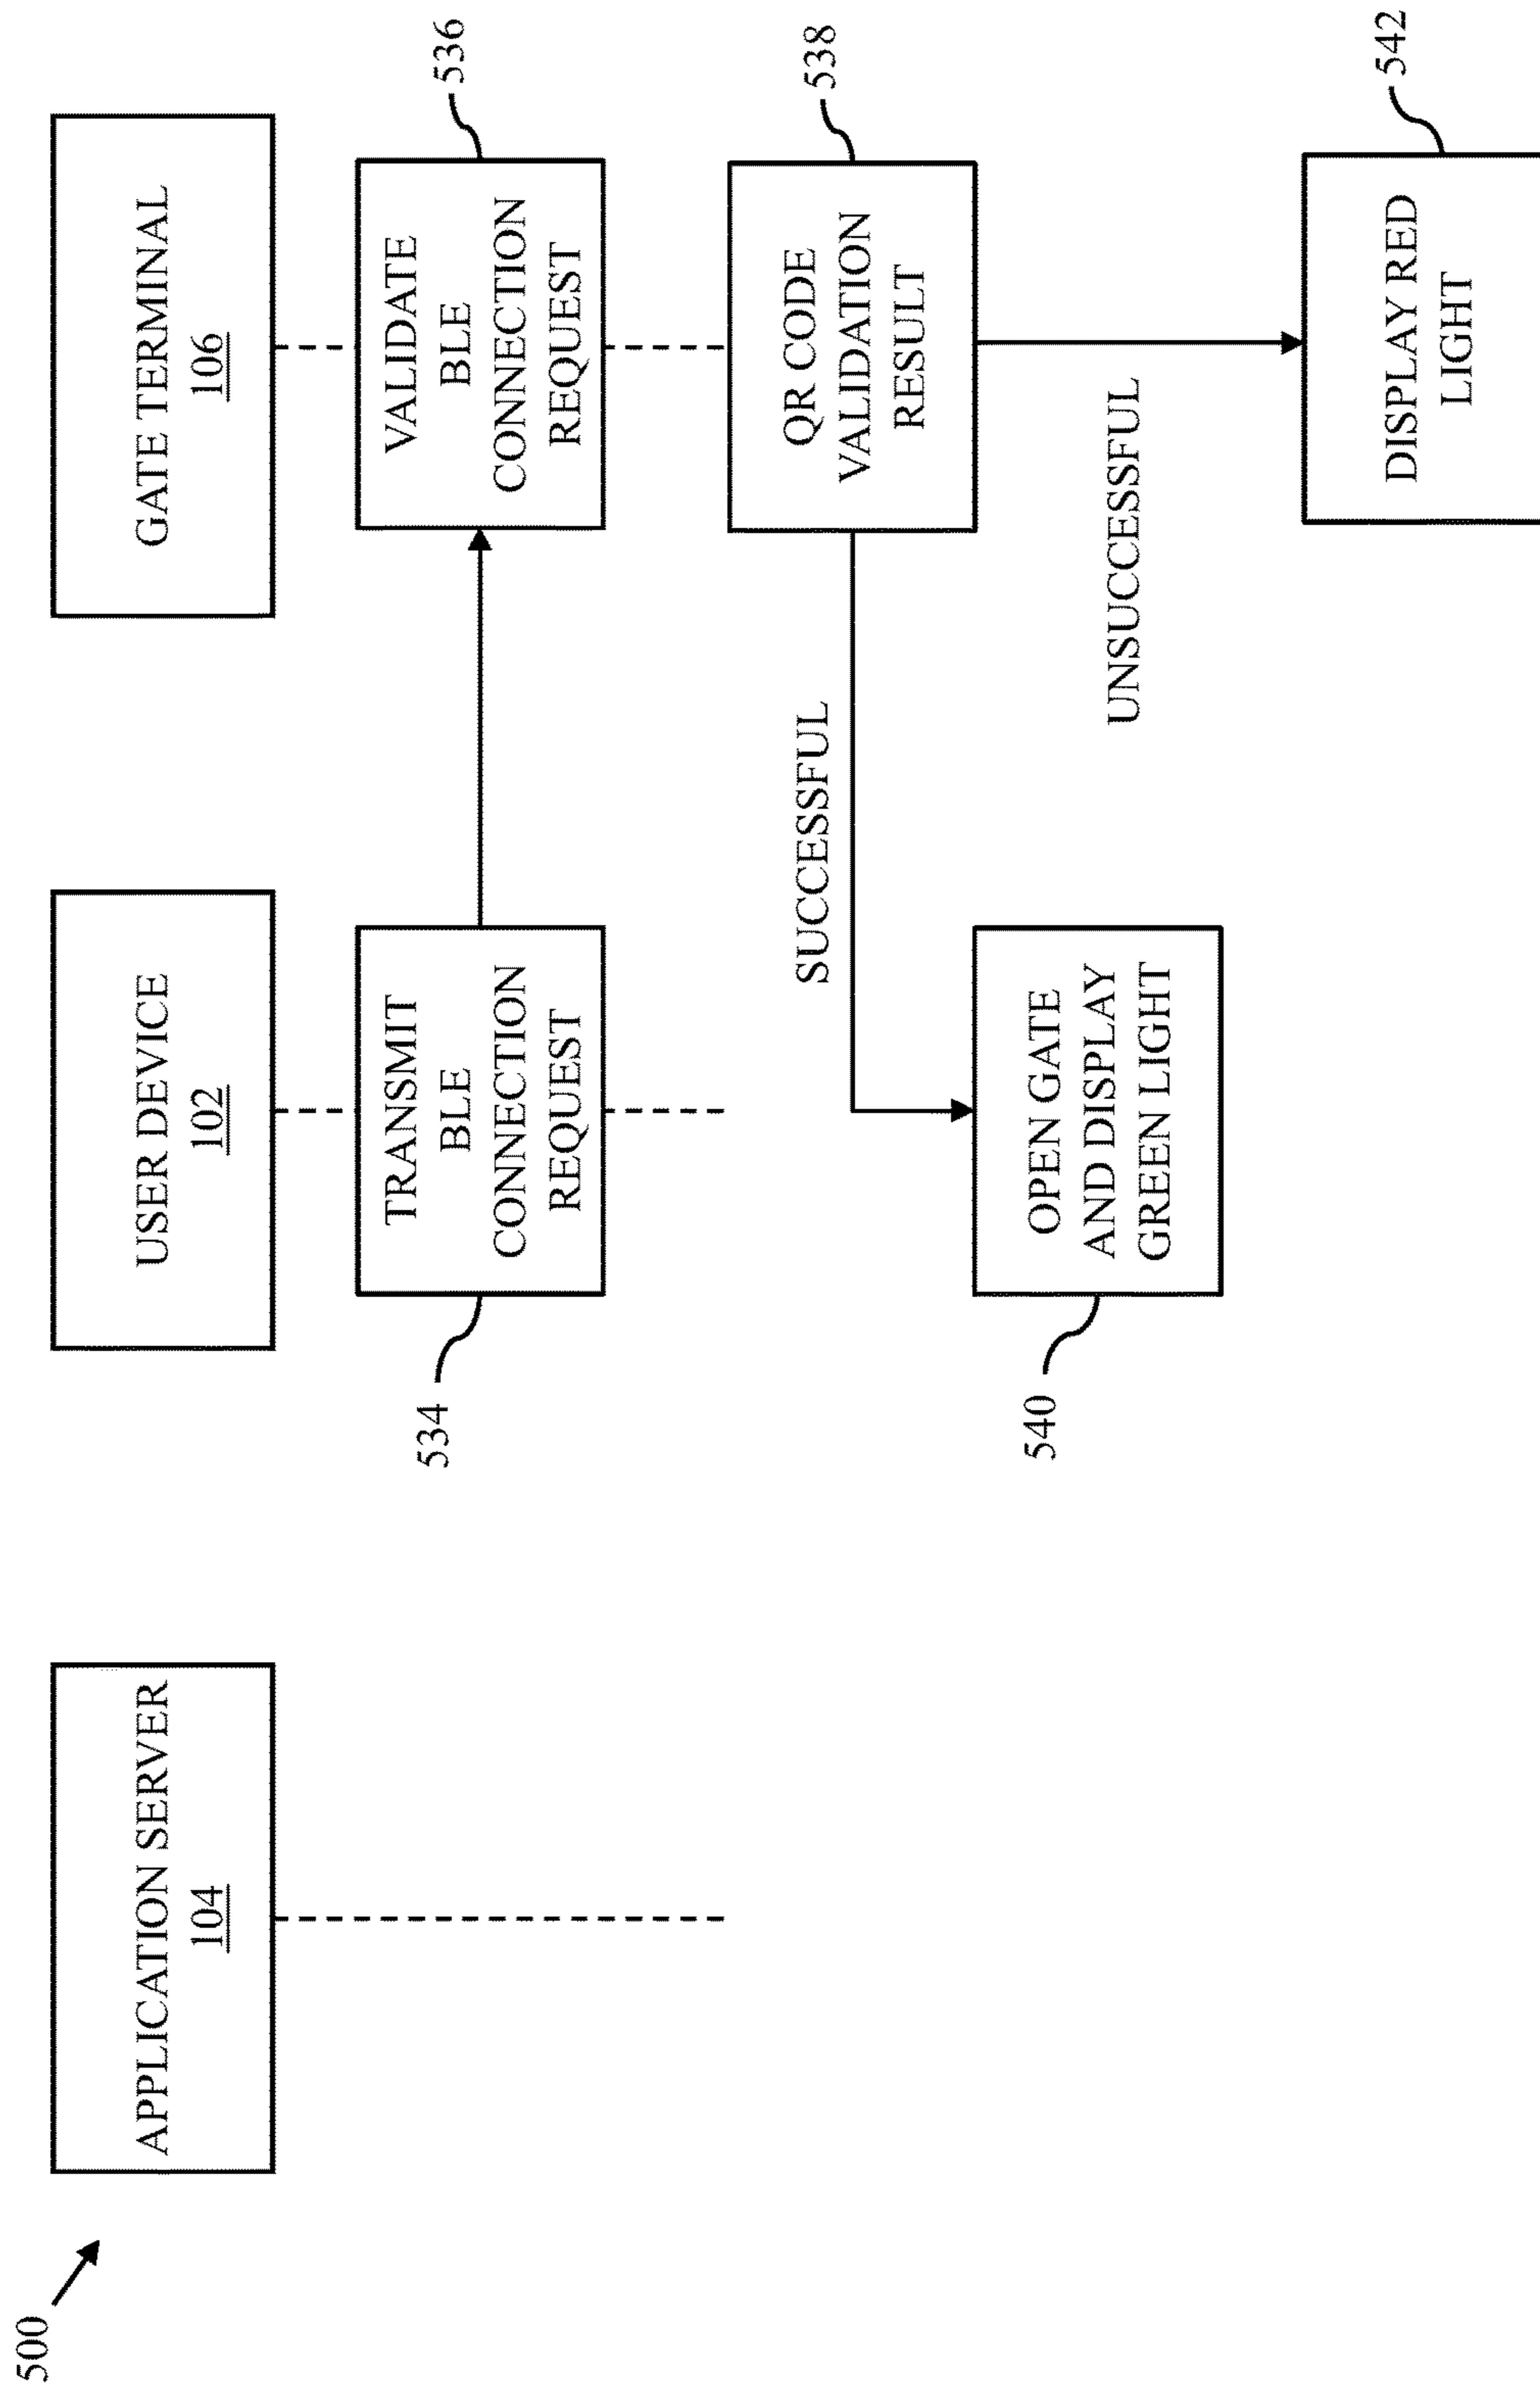 500
APPLICATION SERVER
104
USER DEVICE
102
GATE TERMINAL
106
534
TRANSMIT
BLE
CONNECTION
REQUEST
VALIDATE
BLE
CONNECTION
REQUEST
536
SUCCESSFUL
QR CODE
VALIDATION
RESULT
538
540
OPEN GATE
AND DISPLAY
GREEN LIGHT
UNSUCCESSFUL
DISPLAY RED
LIGHT
542